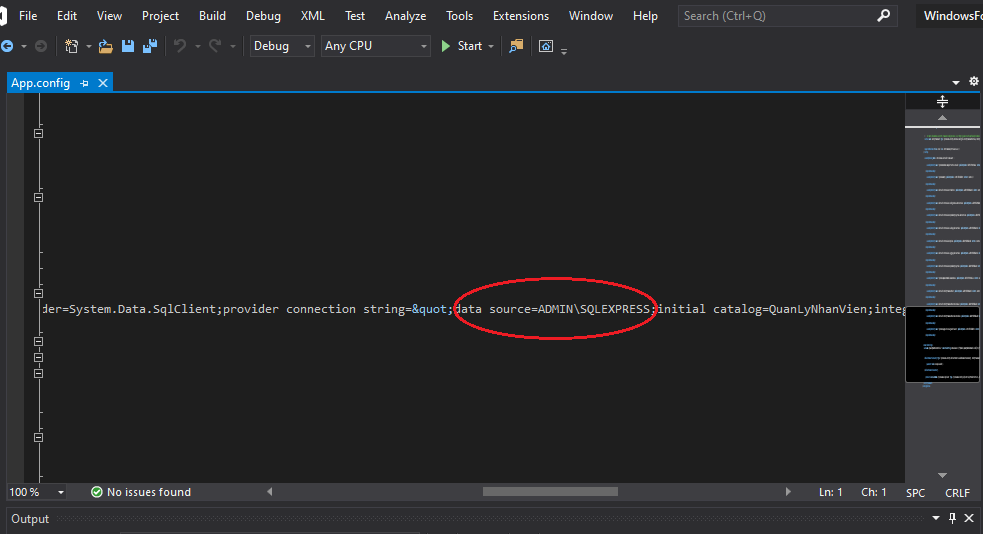 File Edit View Project Build Debug XML Test Analyze Tools Extensions Window Help Search (Ctrl+Q) WindowsFo
Debug Any CPU Start
App.config
der=System.Data.SqlClient;provider connection string=&quot;data source=ADMIN\SQLEXPRESS;initial catalog=QuanLyNhanVien;integ
100 % No issues found Ln: 1 Ch: 1 SPC CRLF
Output